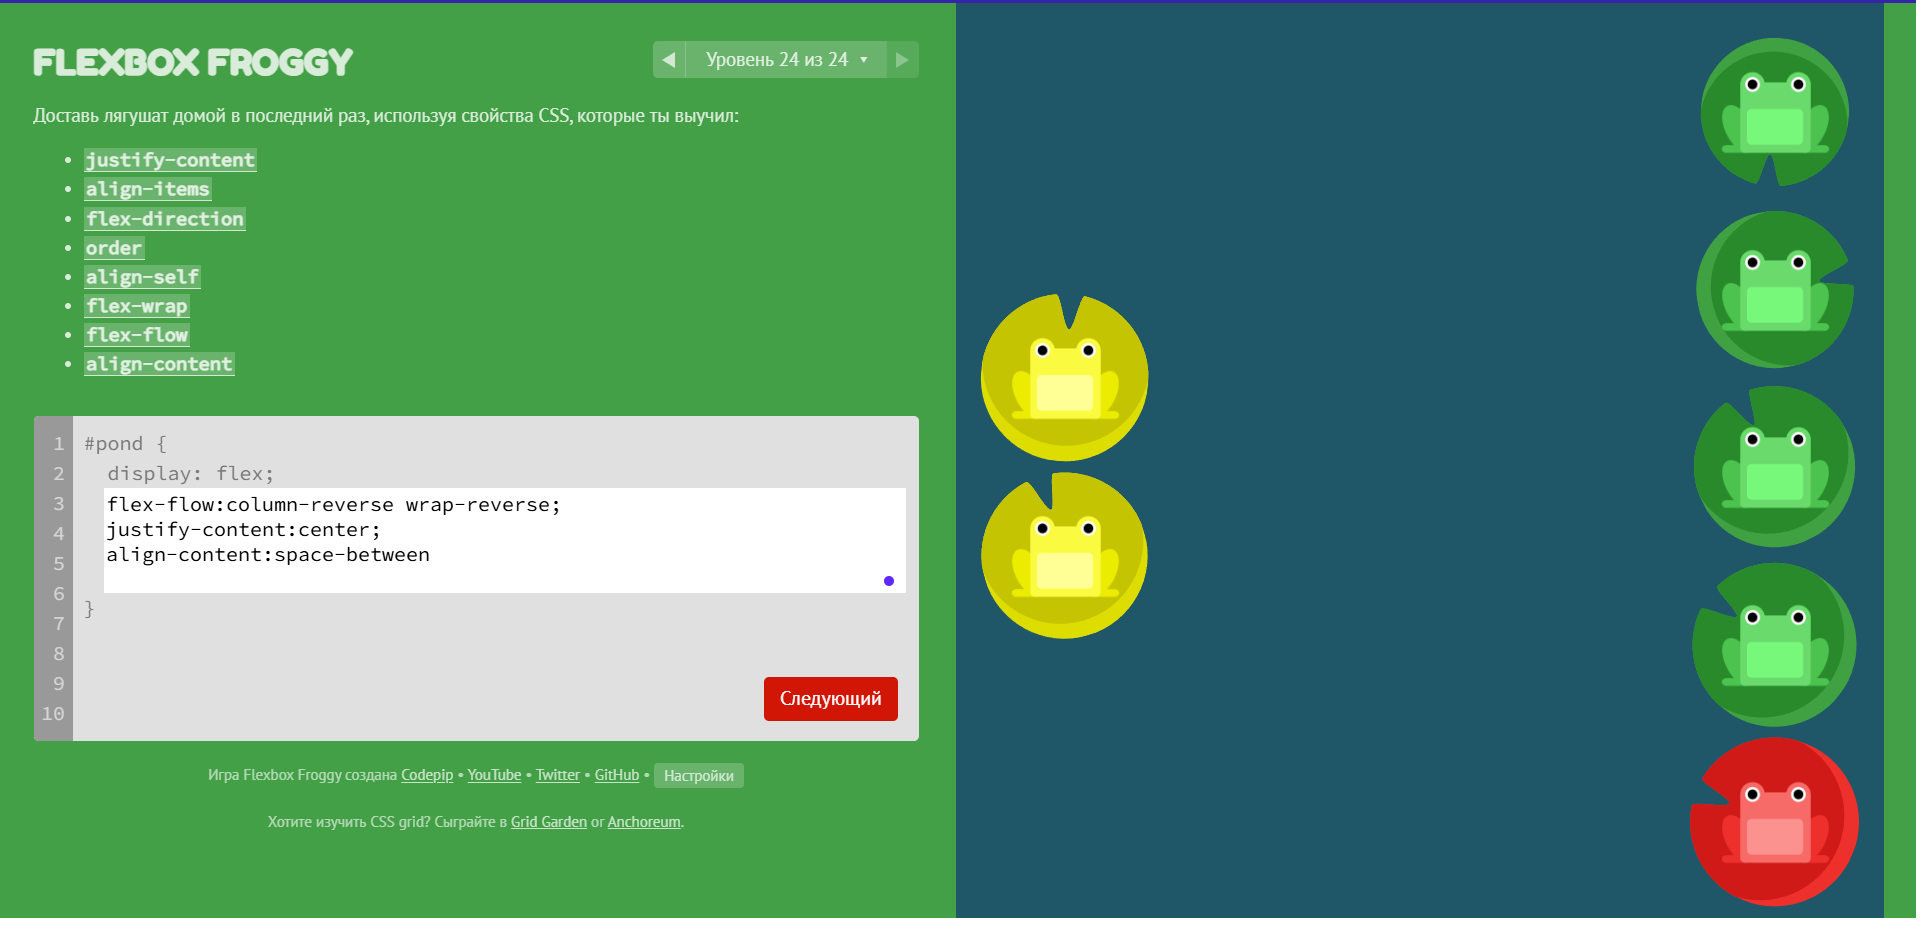 FLEXBOX FROGGY
Уровень 24 из 24
Доставь лягушат домой в последний раз, используя свойства CSS, которые ты выучил:
• justify-content
• align-items
• flex-direction
• order
• align-self
• flex-wrap
• flex-flow
• align-content
1 #pond {
2 display: flex;
3 flex-flow:column-reverse wrap-reverse;
4 justify-content:center;
5 align-content:space-between
6
7 }
8
9
10
Следующий
Игра Flexbox Froggy создана Codepip • YouTube • Twitter • GitHub • Настройки
Хотите изучить CSS grid? Сыграйте в Grid Garden or Anchoreum.